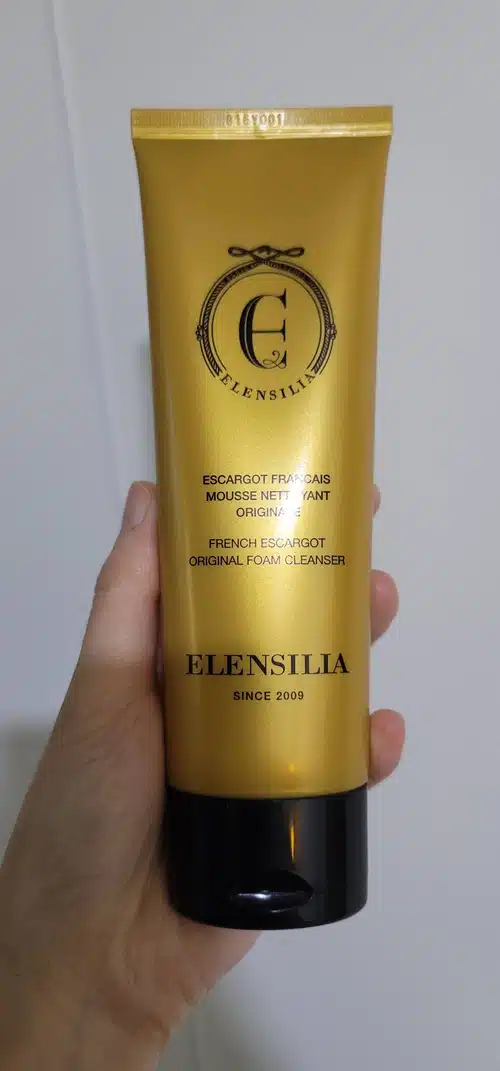 ELENSILIA
ESCARGOT FRANCAIS
MOUSSE NETTOYANT
ORIGINALE
FRENCH ESCARGOT
ORIGINAL FOAM CLEANSER
ELENSILIA
SINCE 2009